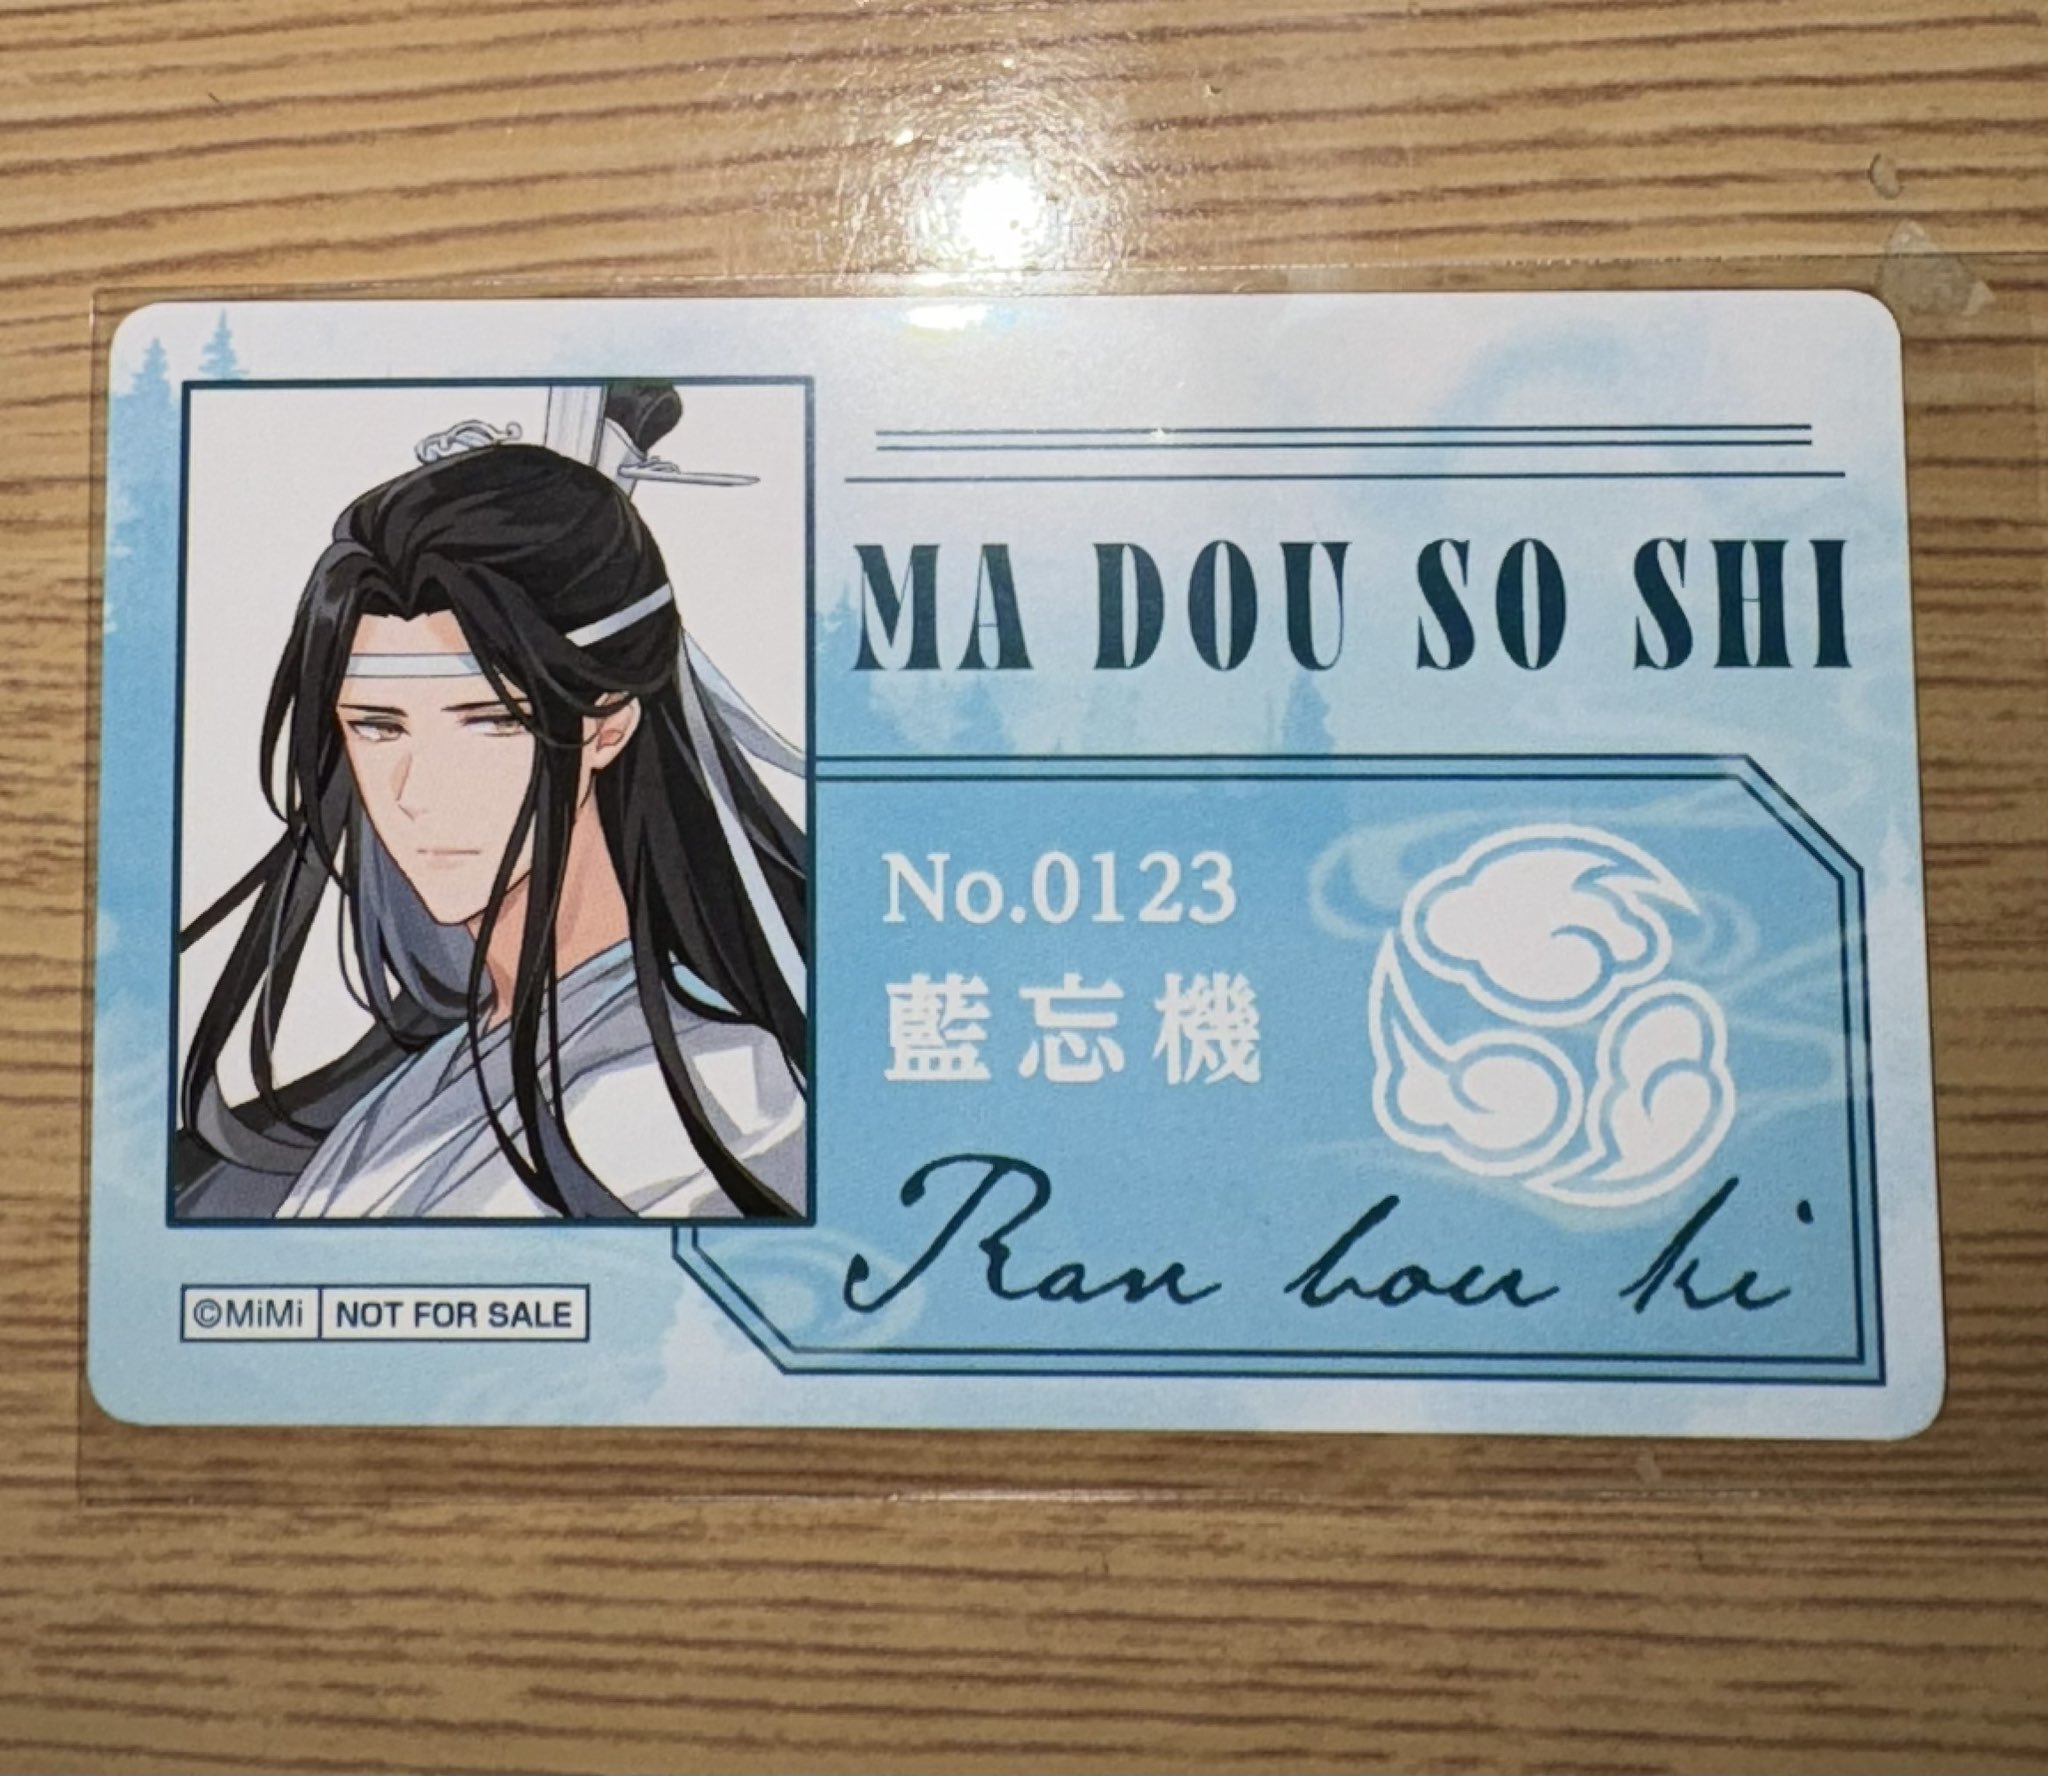 MA DOU SO SHI
No.0123
藍忘機
Ran bou ki
©MiMi NOT FOR SALE